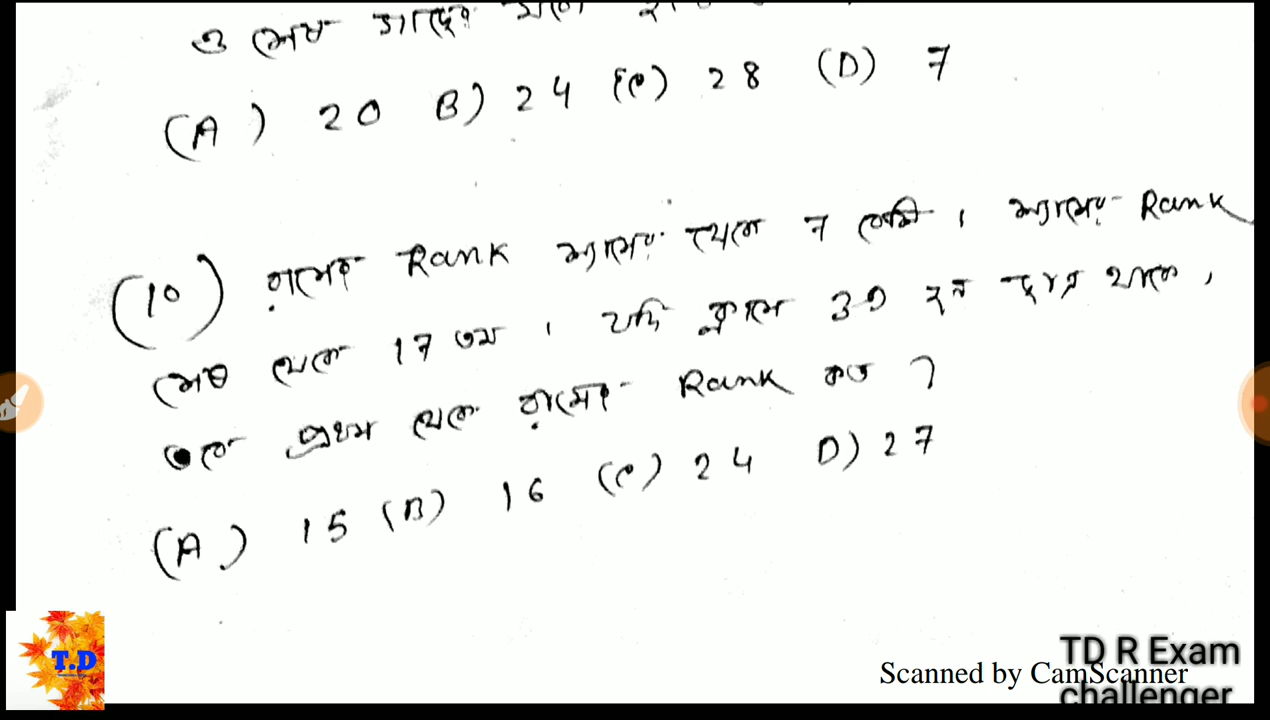 ও শেষ তাদের মধ্যে
(A) 20 B) 24 (C) 28 (D) 7
(10) রামের Rank শ্যামের থেকে 7 বেশী । শ্যামের Rank
শেষ থেকে 17 তম । যদি ক্লাসে 39 জন ছাত্র থাকে ,
তবে প্রথম থেকে রামের Rank কত ?
(A) 15 (B) 16 (C) 24 D) 27
T.D
TD R Exam
Scanned by CamScanner
challenger